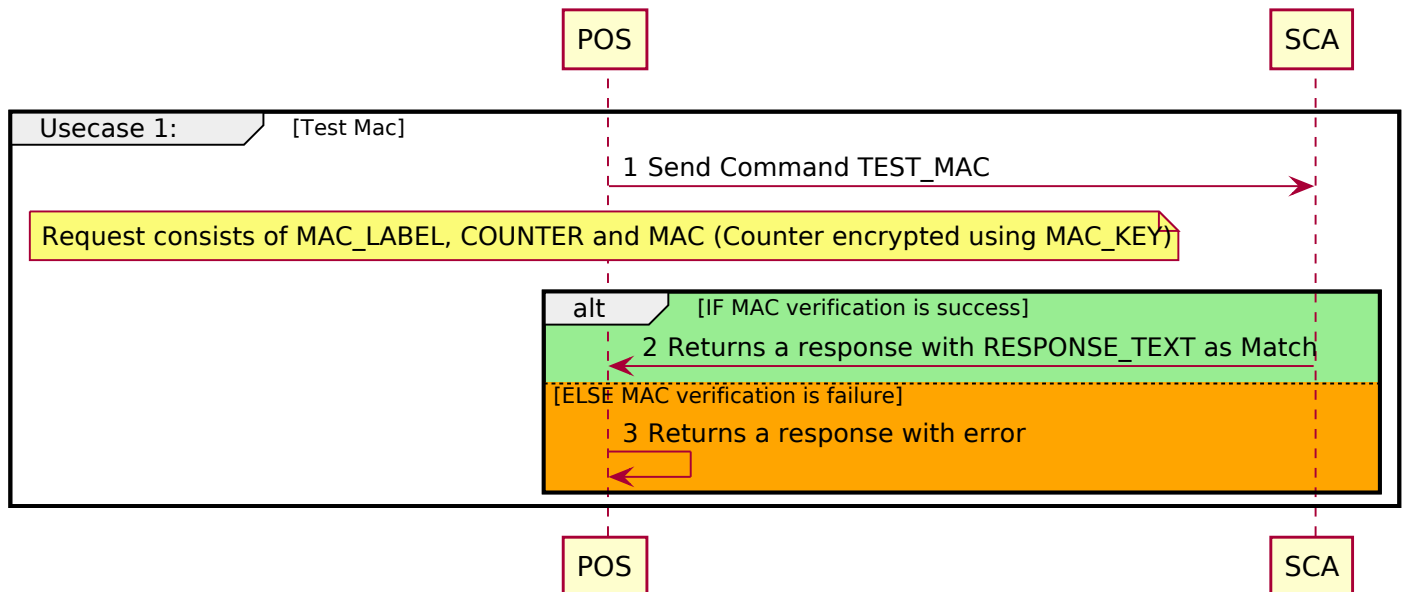 POS SCA
Usecase 1: [Test Mac]
1 Send Command TEST_MAC
Request consists of MAC_LABEL, COUNTER and MAC (Counter encrypted using MAC_KEY)
alt [IF MAC verification is success]
2 Returns a response with RESPONSE_TEXT as Match
[ELSE MAC verification is failure]
3 Returns a response with error
POS SCA